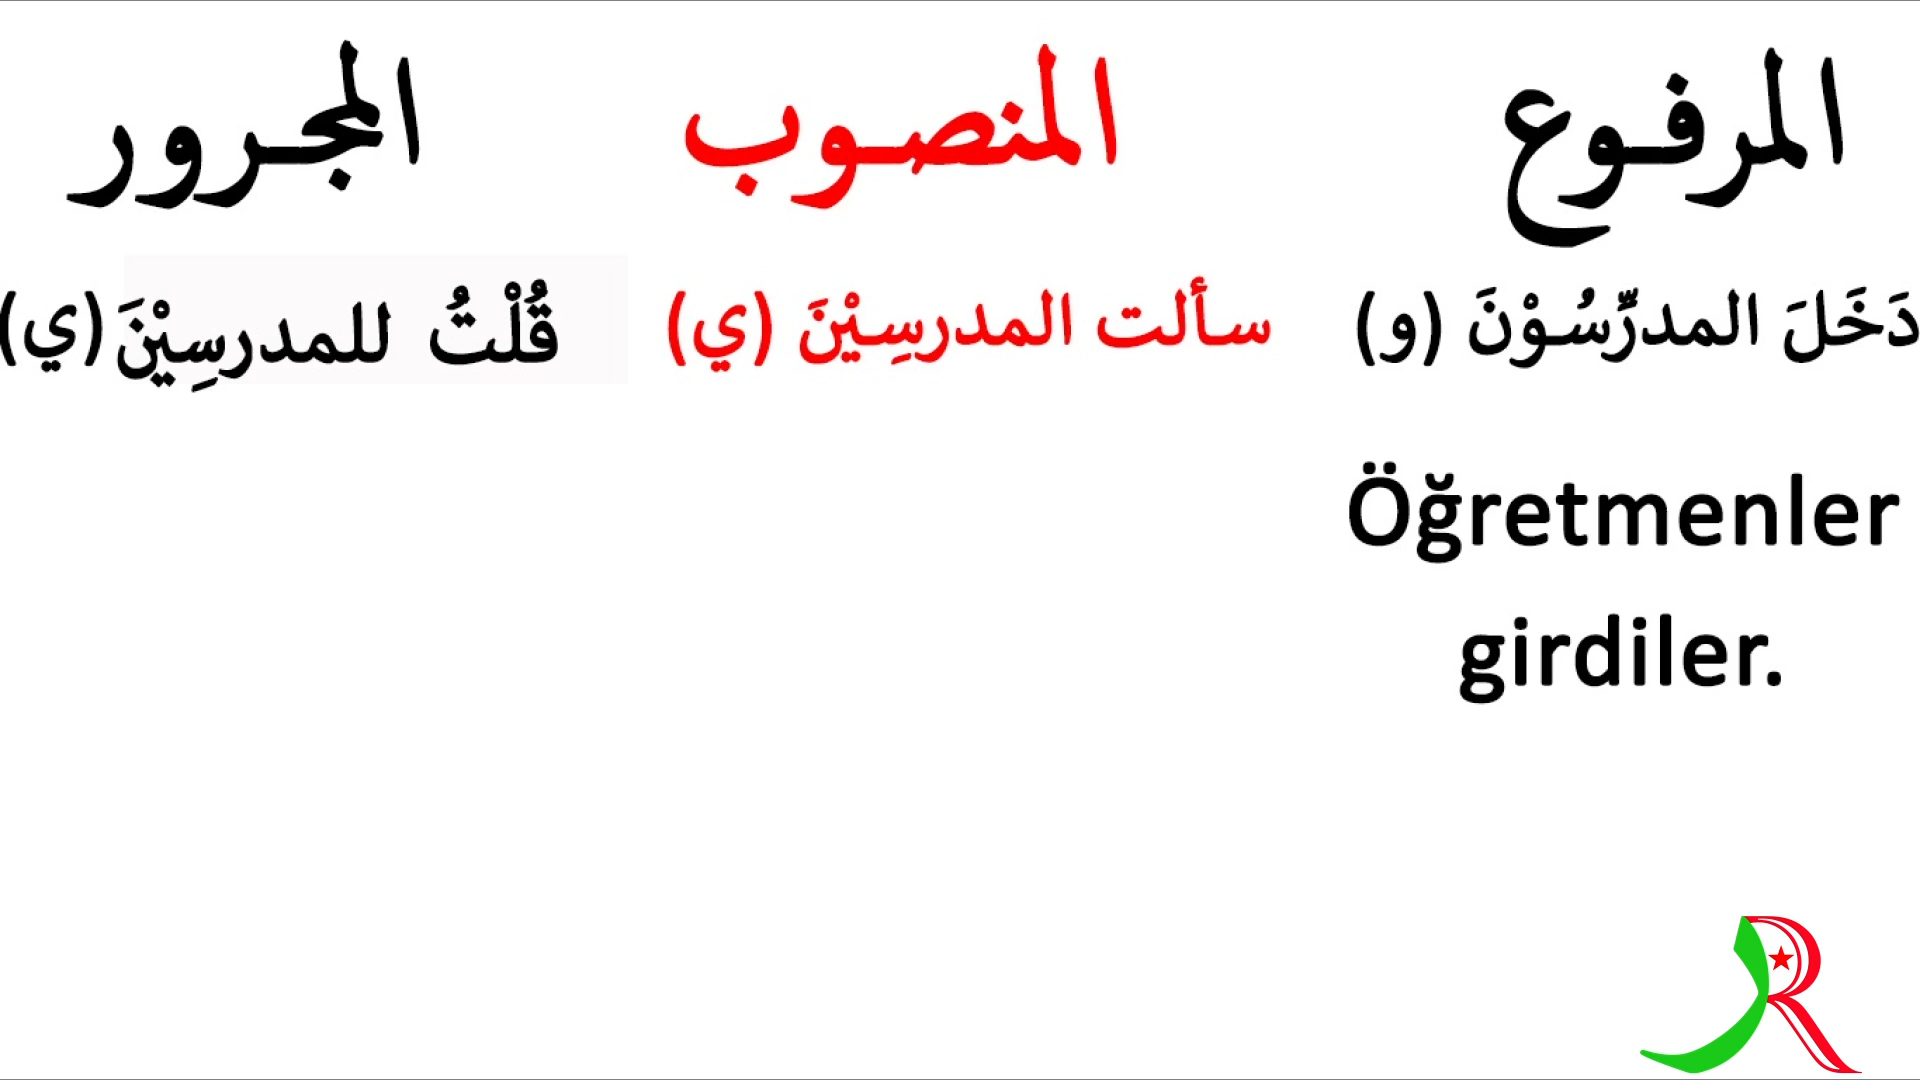 المرفوع المنصوب المجرور
دَخَلَ المدرِّسُوْنَ (و) سألت المدرسِيْنَ (ي) قُلْتُ للمدرسِيْنَ (ي)
Öğretmenler
girdiler.